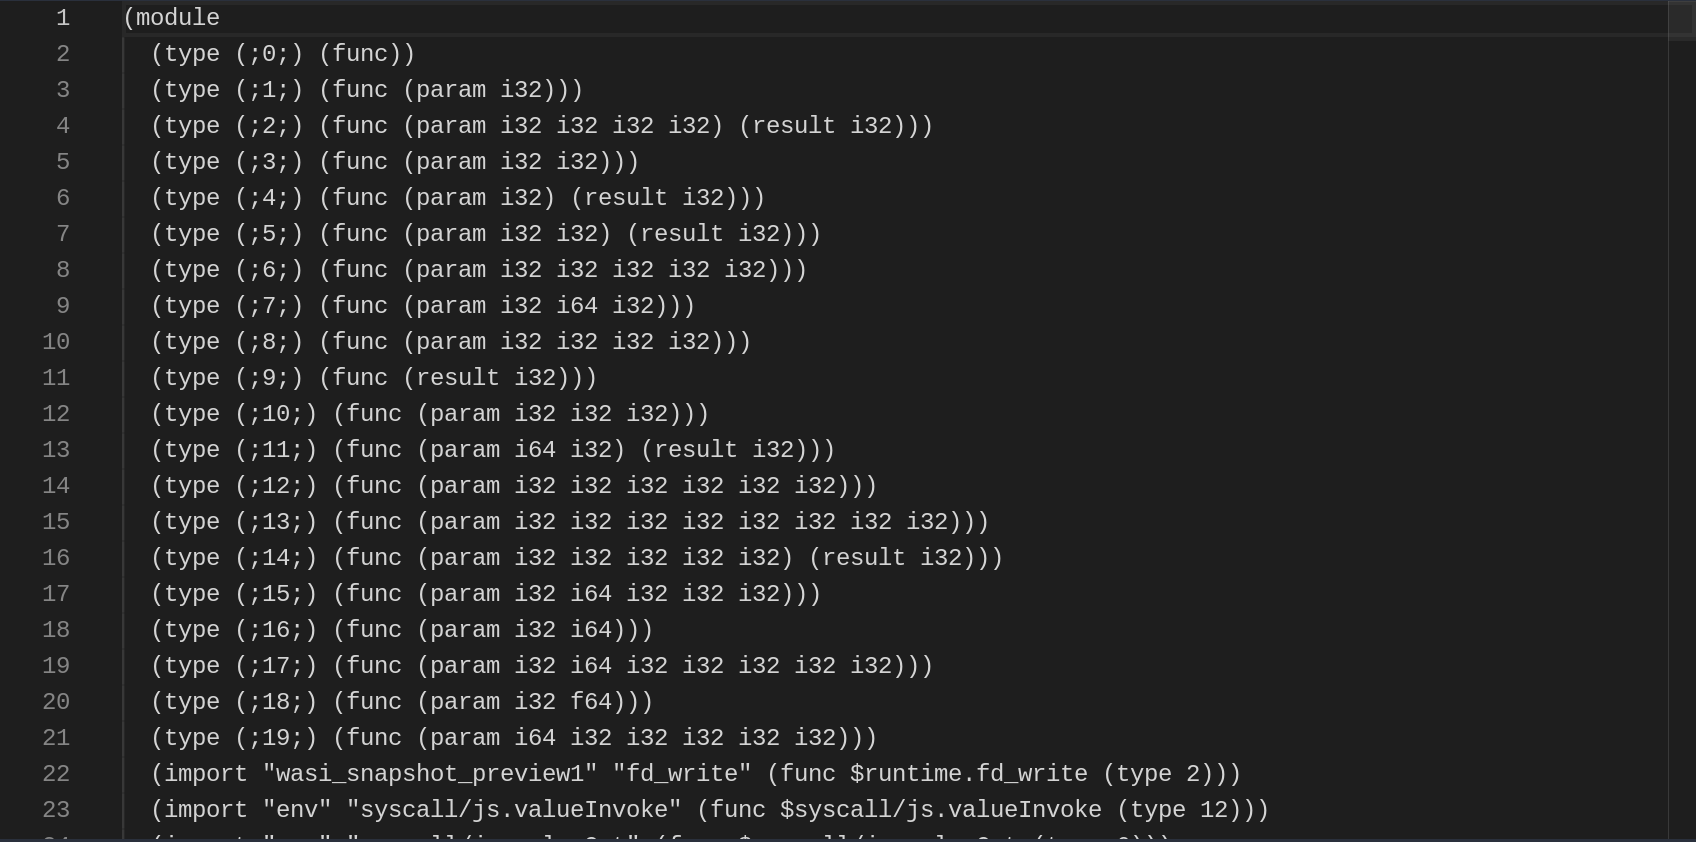 1 (module
2 (type (;0;) (func))
3 (type (;1;) (func (param i32)))
4 (type (;2;) (func (param i32 i32 i32 i32) (result i32)))
5 (type (;3;) (func (param i32 i32)))
6 (type (;4;) (func (param i32) (result i32)))
7 (type (;5;) (func (param i32 i32) (result i32)))
8 (type (;6;) (func (param i32 i32 i32 i32 i32)))
9 (type (;7;) (func (param i32 i64 i32)))
10 (type (;8;) (func (param i32 i32 i32 i32)))
11 (type (;9;) (func (result i32)))
12 (type (;10;) (func (param i32 i32 i32)))
13 (type (;11;) (func (param i64 i32) (result i32)))
14 (type (;12;) (func (param i32 i32 i32 i32 i32 i32)))
15 (type (;13;) (func (param i32 i32 i32 i32 i32 i32 i32 i32)))
16 (type (;14;) (func (param i32 i32 i32 i32 i32) (result i32)))
17 (type (;15;) (func (param i32 i64 i32 i32 i32)))
18 (type (;16;) (func (param i32 i64)))
19 (type (;17;) (func (param i32 i64 i32 i32 i32 i32 i32)))
20 (type (;18;) (func (param i32 f64)))
21 (type (;19;) (func (param i64 i32 i32 i32 i32 i32)))
22 (import "wasi_snapshot_preview1" "fd_write" (func $runtime.fd_write (type 2)))
23 (import "env" "syscall/js.valueInvoke" (func $syscall/js.valueInvoke (type 12)))